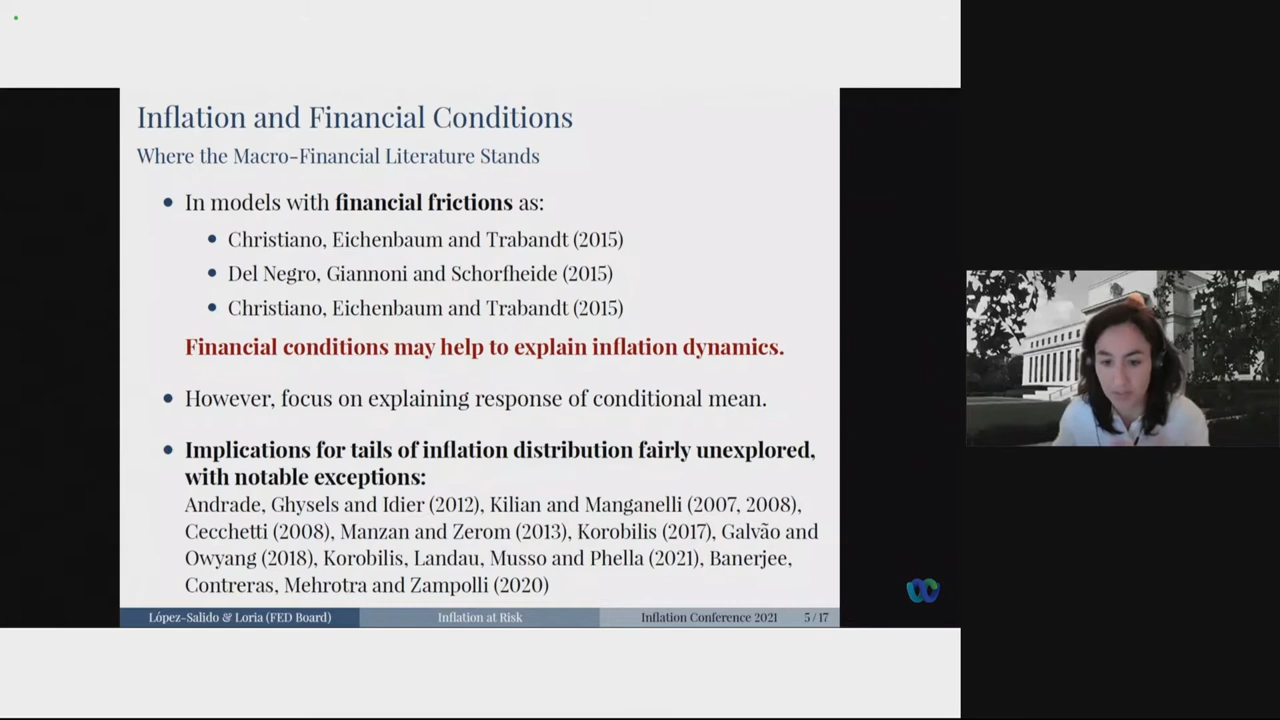 Inflation and Financial Conditions
Where the Macro-Financial Literature Stands
In models with financial frictions as:
Christiano, Eichenbaum and Trabandt (2015)
Del Negro, Giannoni and Schorfheide (2015)
Christiano, Eichenbaum and Trabandt (2015)
Financial conditions may help to explain inflation dynamics.
However, focus on explaining response of conditional mean.
Implications for tails of inflation distribution fairly unexplored,
with notable exceptions:
Andrade, Ghysels and Idier (2012), Kilian and Manganelli (2007, 2008),
Cecchetti (2008), Manzan and Zerom (2013), Korobilis (2017), Galvão and
Owyang (2018), Korobilis, Landau, Musso and Phella (2021), Banerjee,
Contreras, Mehrotra and Zampolli (2020)
López-Salido & Loria (FED Board) Inflation at Risk Inflation Conference 2021 5 / 17